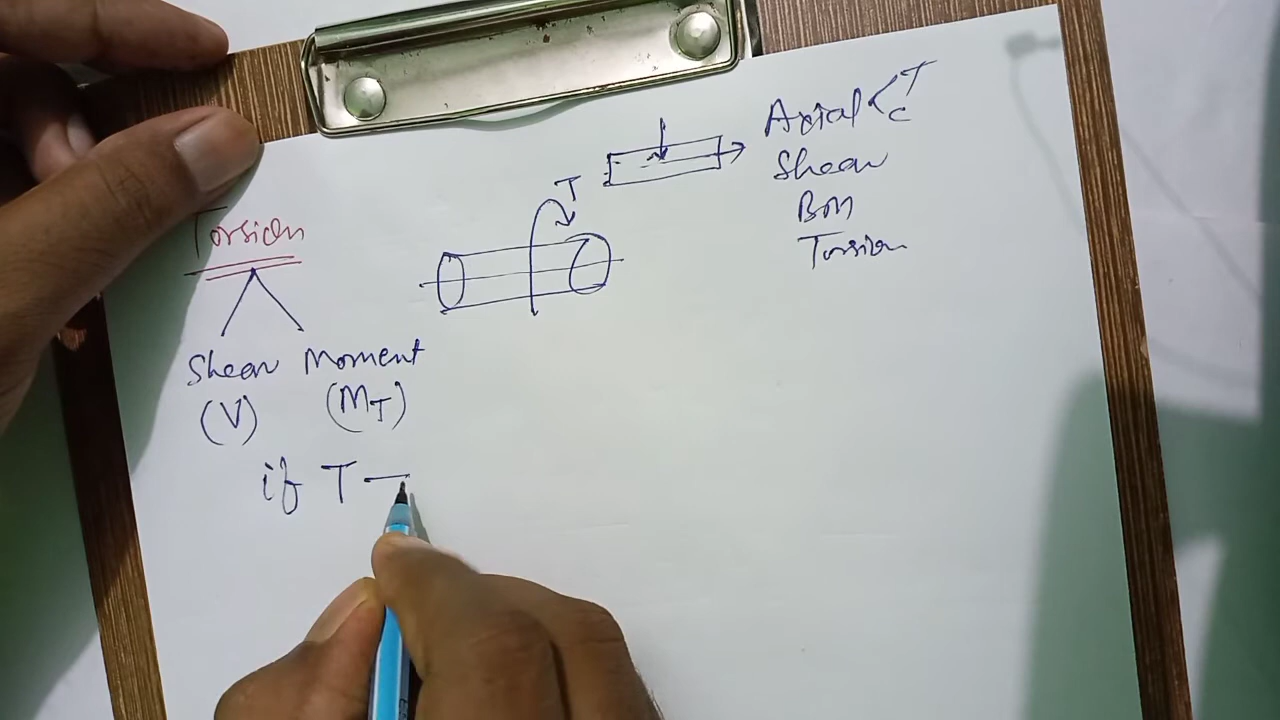 Axial < T
C
Shear
BM
Torsion
T
Torsion
Shear Moment
(V) (MT)
if T —